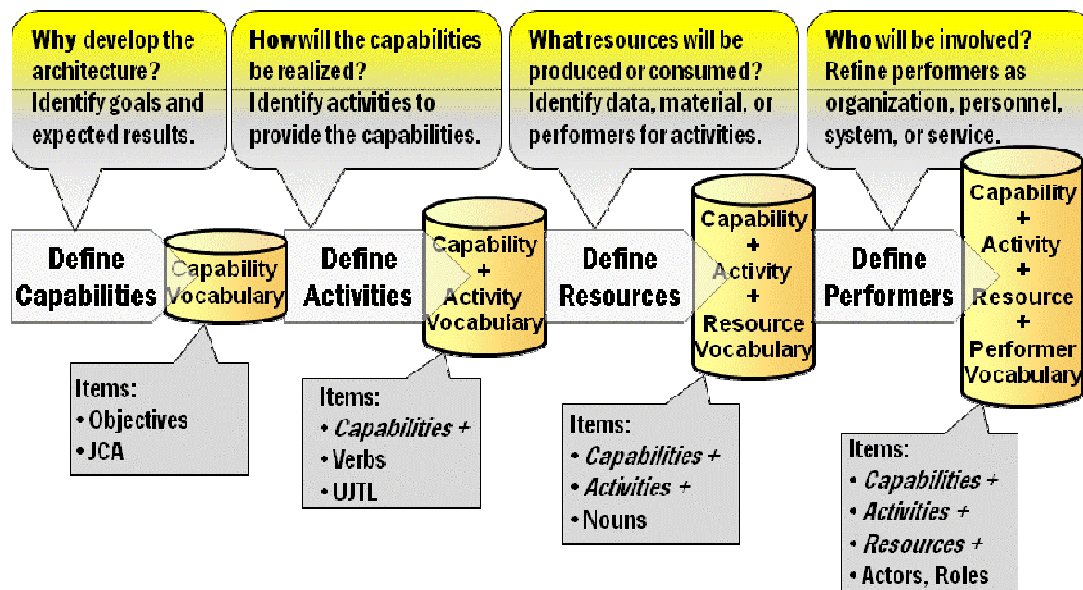 Why develop the
architecture?
Identify goals and
expected results.
How will the capabilities
be realized?
Identify activities to
provide the capabilities.
What resources will be
produced or consumed?
Identify data, material, or
performers for activities.
Who will be involved?
Refine performers as
organization, personnel,
system, or service.
Define
Capabilities
Capability
Vocabulary
Define
Activities
Capability
+
Activity
Vocabulary
Define
Resources
Capability
+
Activity
+
Resource
Vocabulary
Define
Performers
Capability
+
Activity
+
Resource
+
Performer
Vocabulary
Items:
• Objectives
• JCA
Items:
• Capabilities +
• Verbs
• UJTL
Items:
• Capabilities +
• Activities +
• Nouns
Items:
• Capabilities +
• Activities +
• Resources +
• Actors, Roles